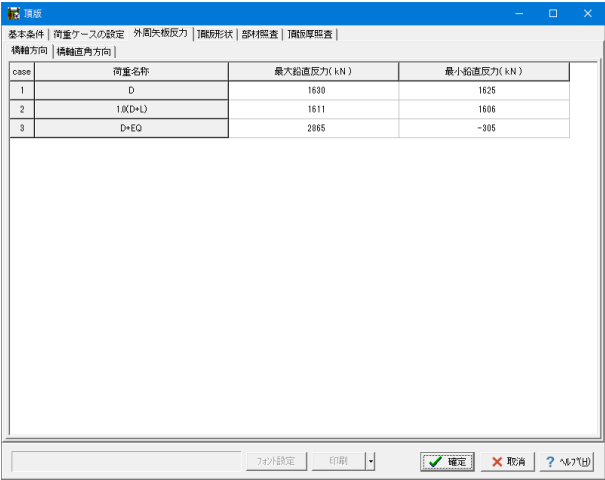 頂版
基本条件 荷重ケースの設定 外周矢板反力 頂版形状 部材照査 頂版厚照査
橋軸方向 橋軸直角方向
case 荷重名称 最大鉛直反力(kN) 最小鉛直反力(kN)
1 D 1630 1625
2 1.0(D+L) 1611 1606
3 D+EQ 2865 -305
フォント設定 印刷 確定 取消 ? ヘルプ(H)